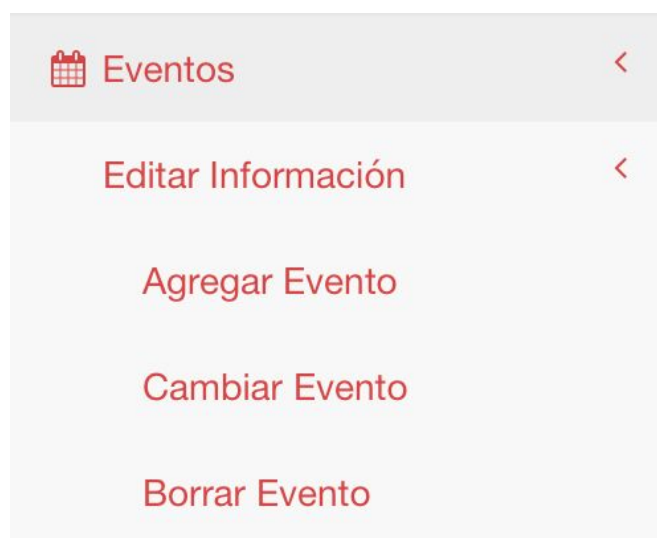 Eventos
Editar Información
Agregar Evento
Cambiar Evento
Borrar Evento